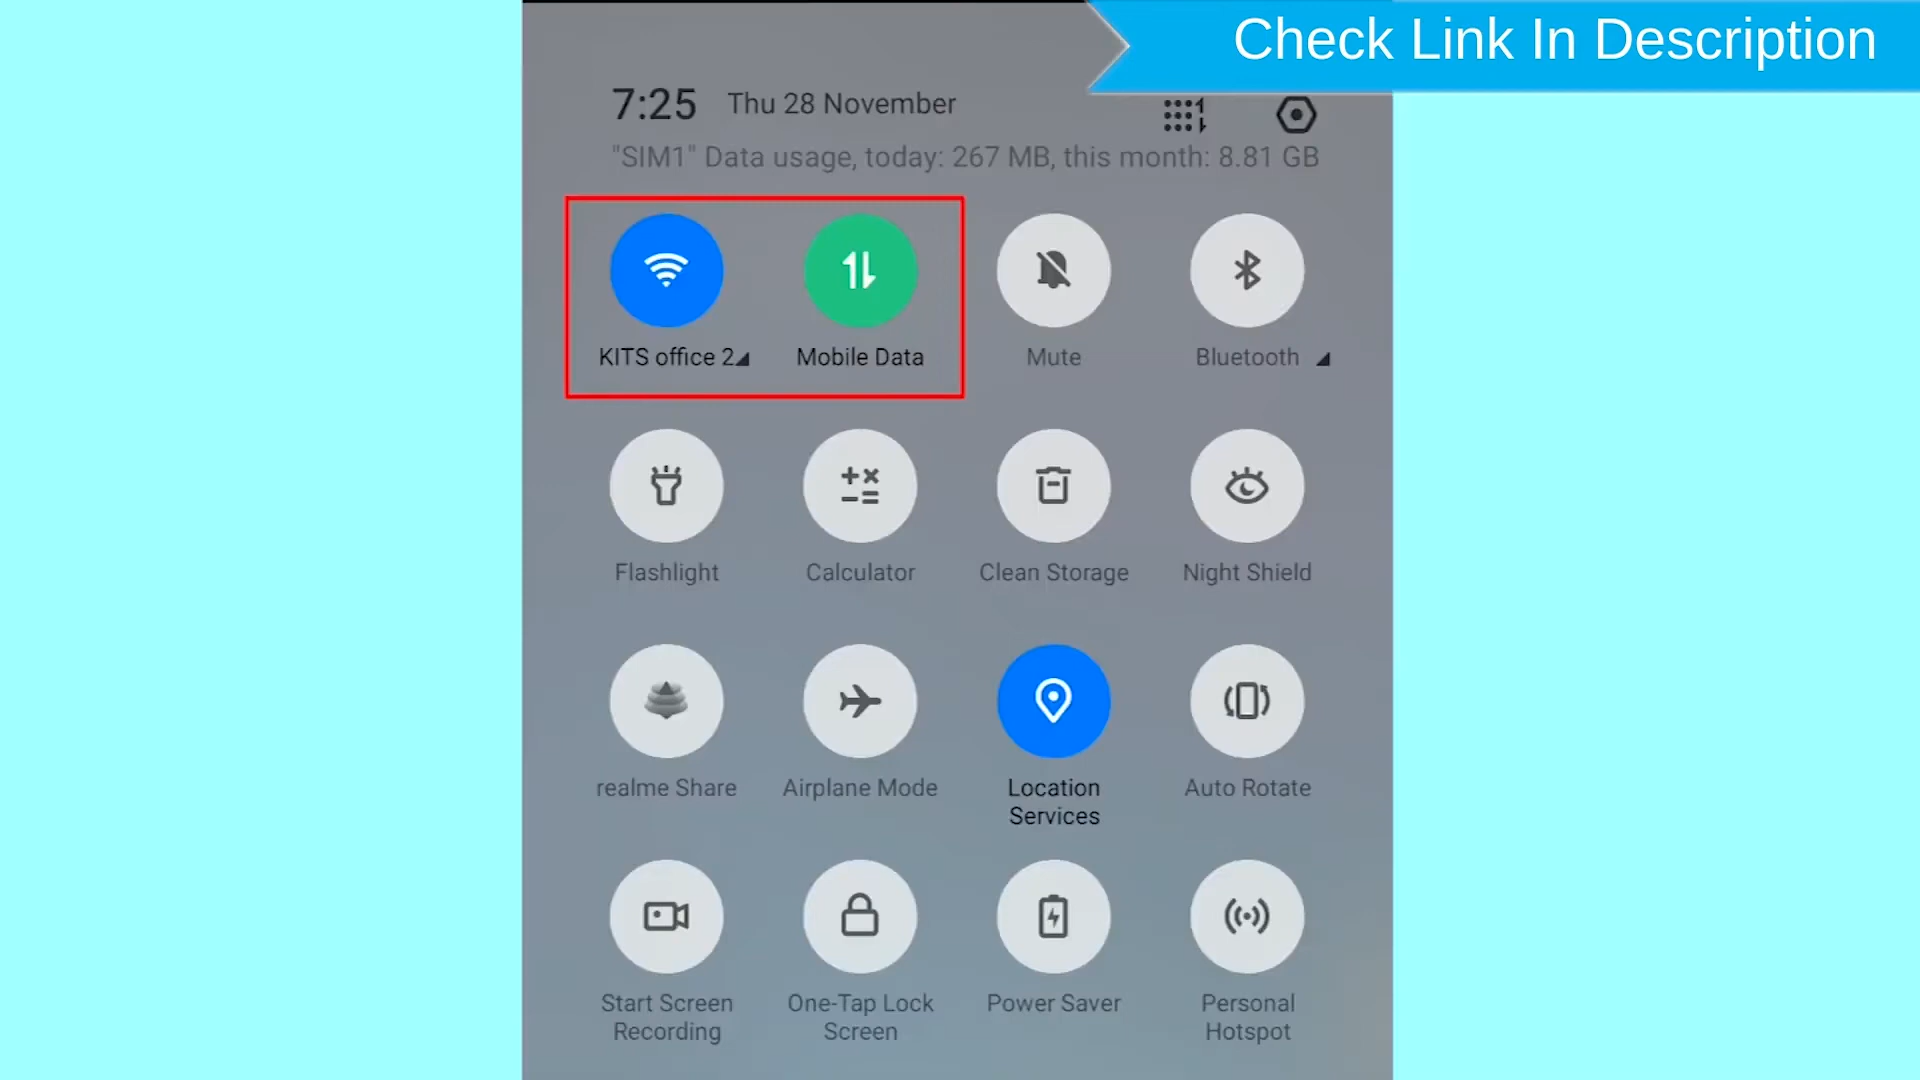 Check Link In Description
7:25 Thu 28 November
"SIM1" Data usage, today: 267 MB, this month: 8.81 GB
KITS office 2 Mobile Data Mute Bluetooth
Flashlight Calculator Clean Storage Night Shield
realme Share Airplane Mode Location Services Auto Rotate
Start Screen Recording One-Tap Lock Screen Power Saver Personal Hotspot